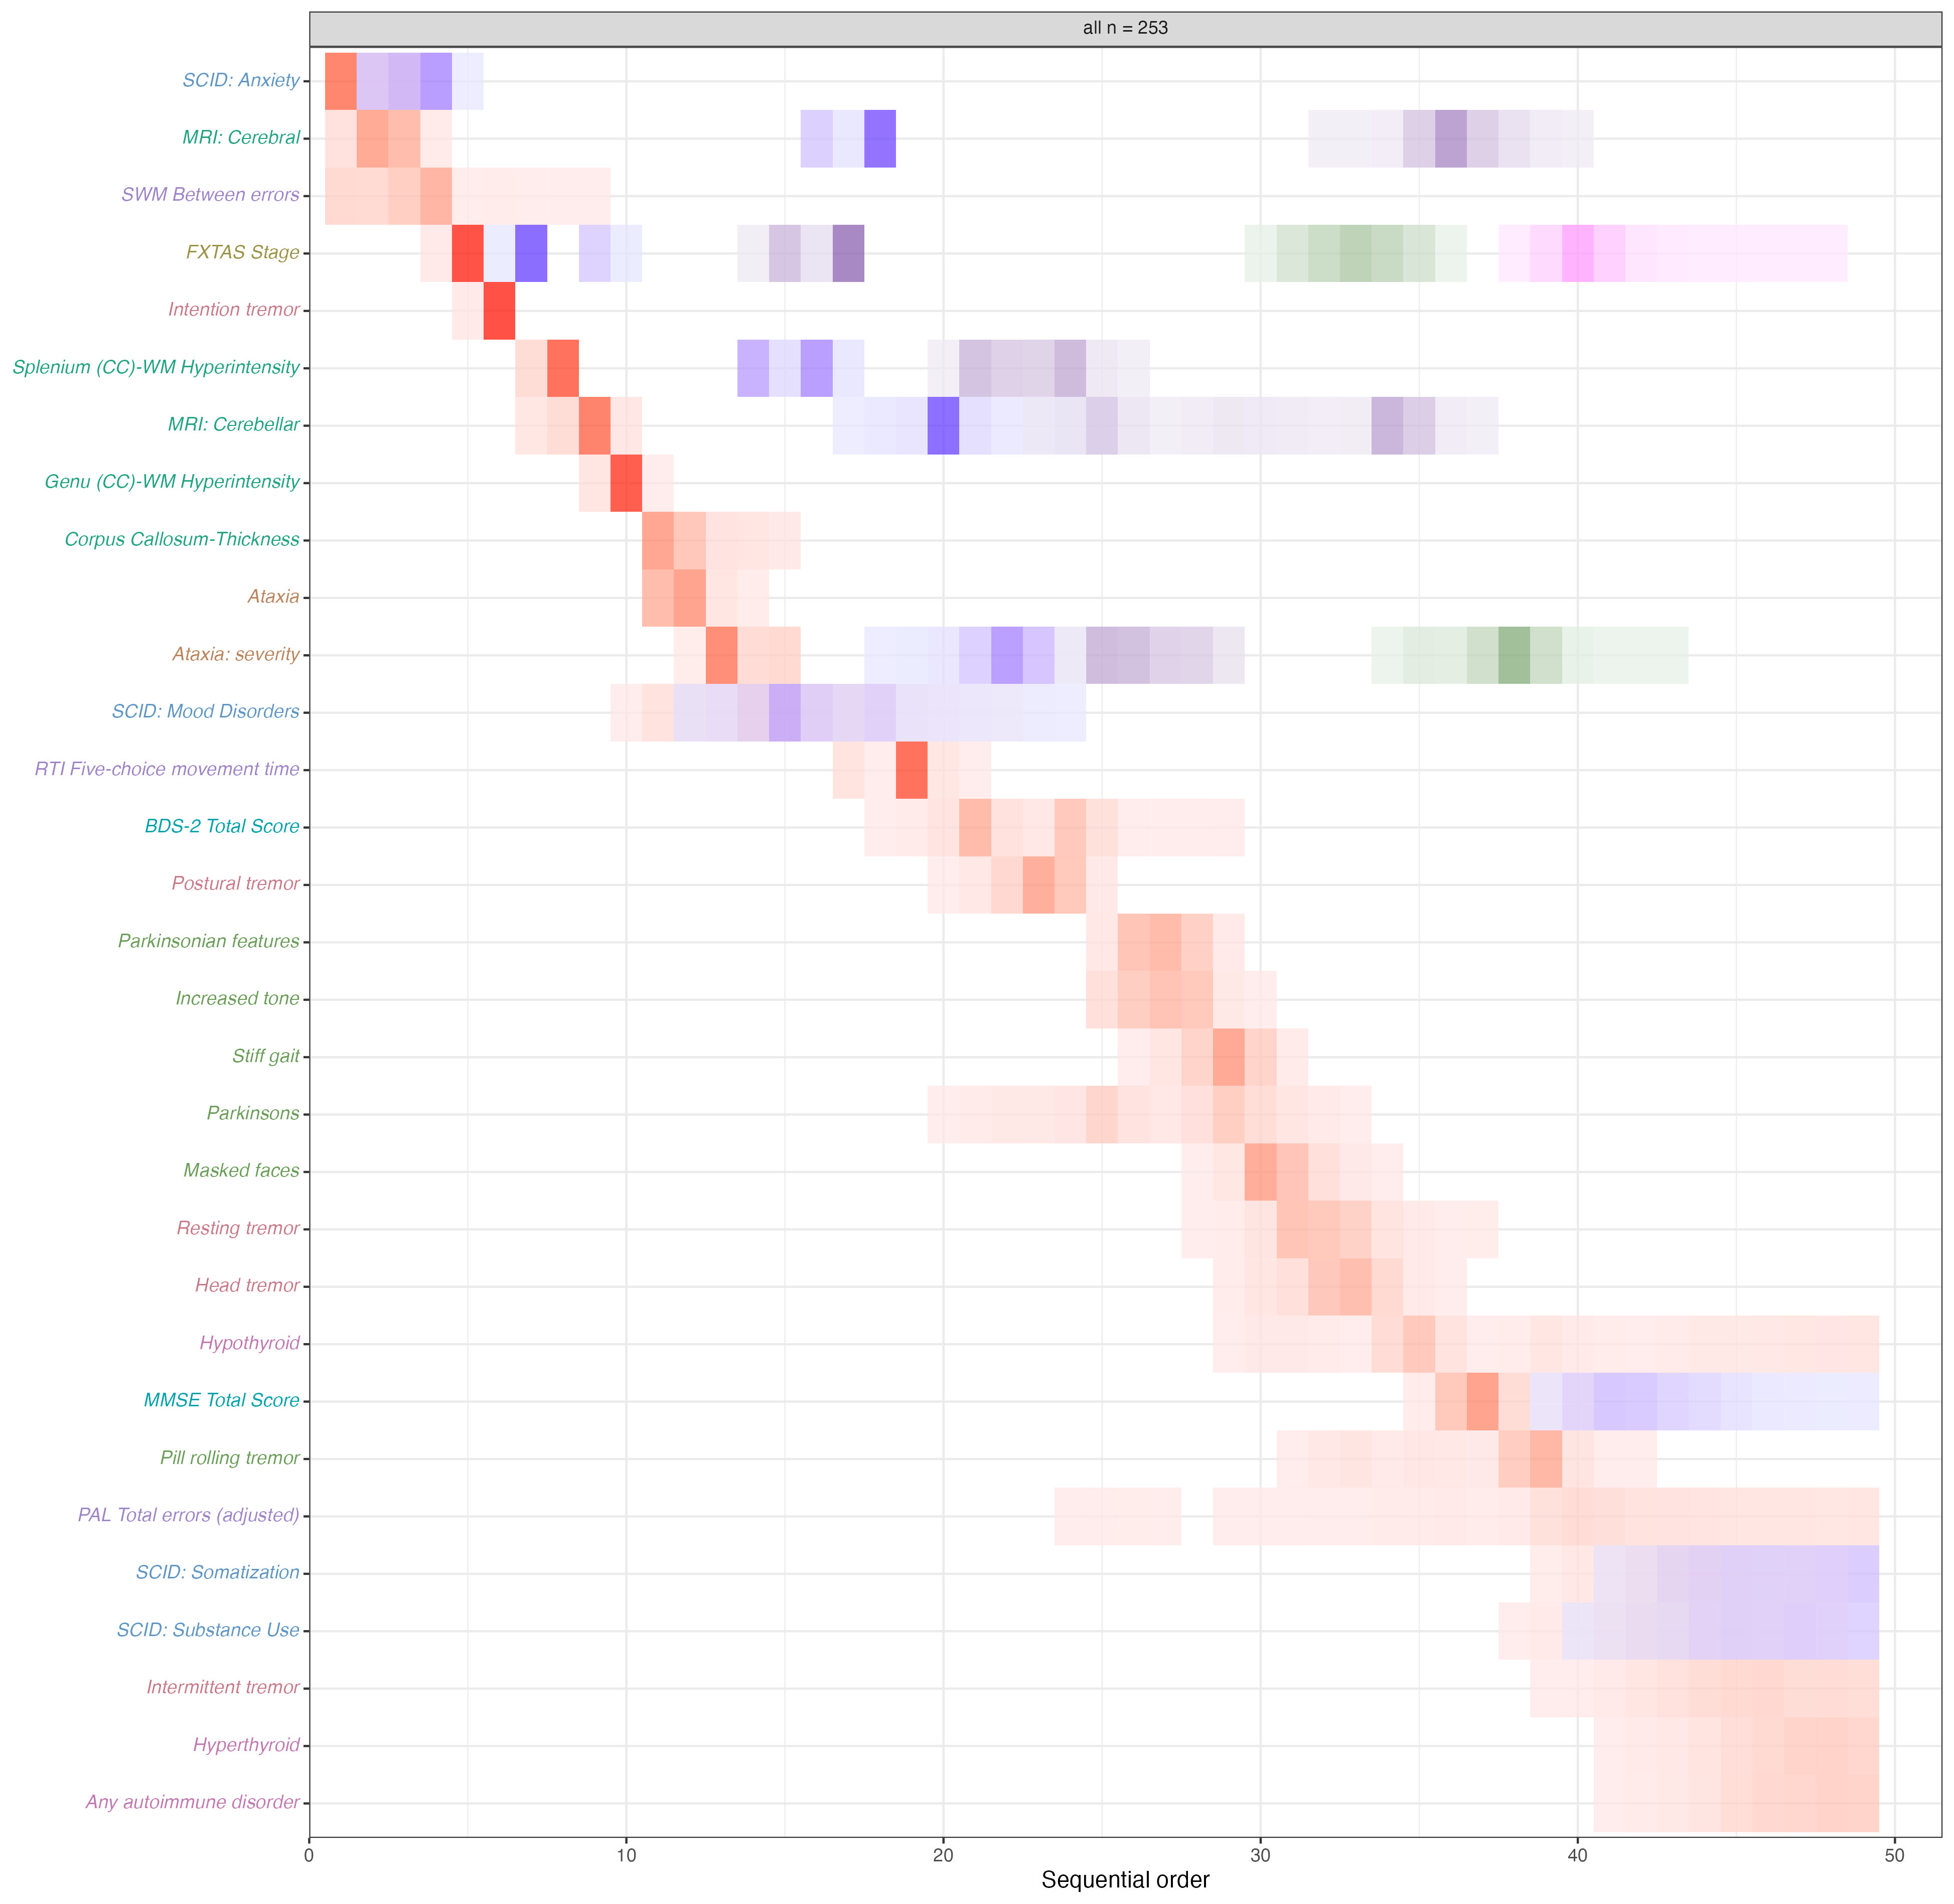 all n = 253
SCID: Anxiety
MRI: Cerebral
SWM Between errors
FXTAS Stage
Intention tremor
Splenium (CC)-WM Hyperintensity
MRI: Cerebellar
Genu (CC)-WM Hyperintensity
Corpus Callosum-Thickness
Ataxia
Ataxia: severity
SCID: Mood Disorders
RTI Five-choice movement time
BDS-2 Total Score
Postural tremor
Parkinsonian features
Increased tone
Stiff gait
Parkinsons
Masked faces
Resting tremor
Head tremor
Hypothyroid
MMSE Total Score
Pill rolling tremor
PAL Total errors (adjusted)
SCID: Somatization
SCID: Substance Use
Intermittent tremor
Hyperthyroid
Any autoimmune disorder
0 10 20 30 40 50
Sequential order